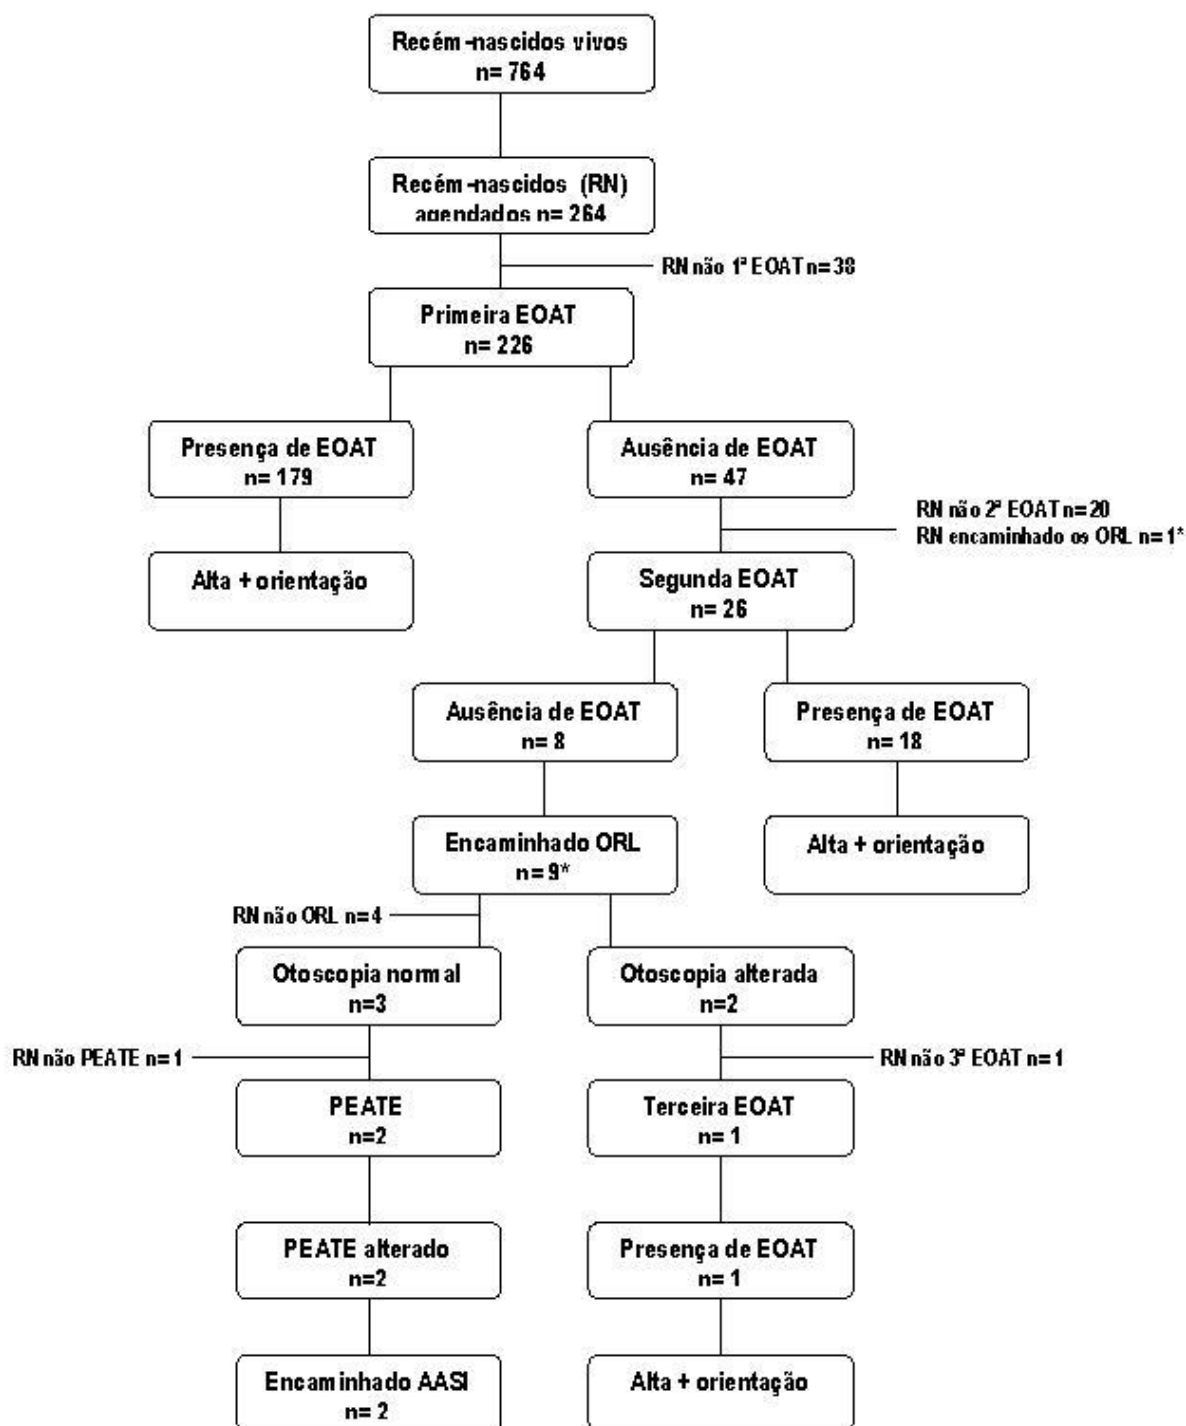 Recém-nascidos vivos
n= 764
Recém-nascidos (RN)
agendados n= 264
RN não 1ª EOAT n= 38
Primeira EOAT
n= 226
Presença de EOAT
n= 179
Ausência de EOAT
n= 47
RN não 2ª EOAT n= 20
RN encaminhado os ORL n= 1*
Alta + orientação
Segunda EOAT
n= 26
Ausência de EOAT
n= 8
Presença de EOAT
n= 18
Encaminhado ORL
n= 9*
Alta + orientação
RN não ORL n= 4
Otoscopia normal
n=3
Otoscopia alterada
n=2
RN não PEATE n= 1
RN não 3ª EOAT n= 1
PEATE
n=2
Terceira EOAT
n= 1
PEATE alterado
n=2
Presença de EOAT
n= 1
Encaminhado AASI
n= 2
Alta + orientação